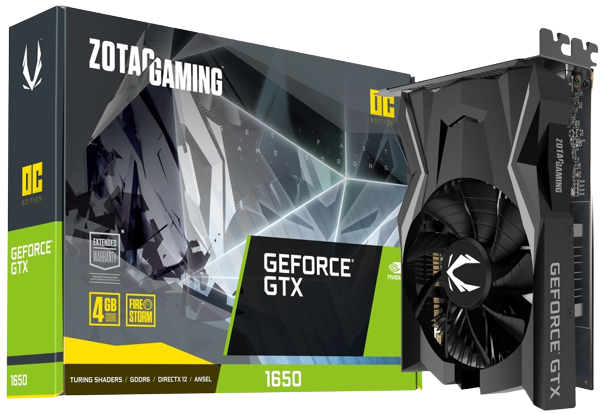 OC
EDITION
GEFORCE®
GTX
1650
ZOTAC GAMING
OC
EDITION
EXTENDED
WARRANTY
4GB
GDDR6
FIRE
STORM
GEFORCE®
GTX
NVIDIA
TURING SHADERS / GDDR6 / DIRECTX 12 / ANSEL
1650
ZOTAC GAMING
GEFORCE GTX